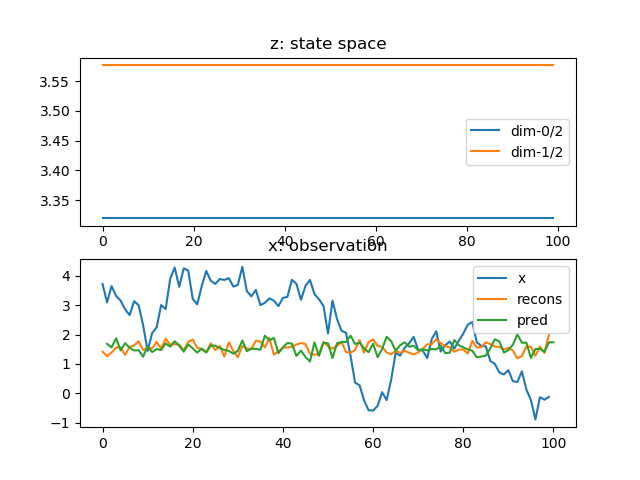 z: state space
3.55
3.50
3.45
3.40
3.35
dim-0/2
dim-1/2
0 20 40 60 80 100
x: observation
4
3
2
1
0
−1
x
recons
pred
0 20 40 60 80 100